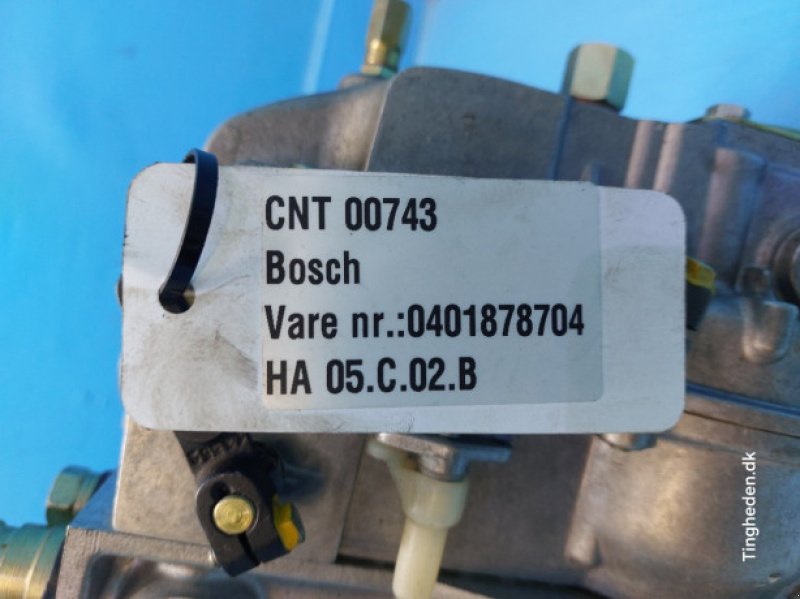 CNT 00743
Bosch
Vare nr.:0401878704
HA 05.C.02.B
Tingheden.dk